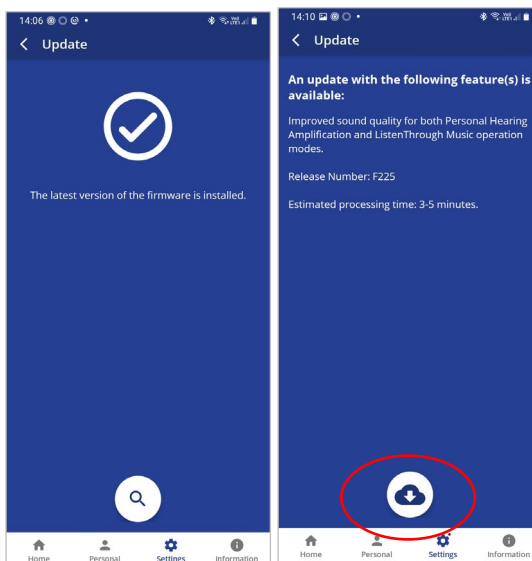 14:06
Update
The latest version of the firmware is installed.
Home Personal Settings Information
14:10
Update
An update with the following feature(s) is
available:
Improved sound quality for both Personal Hearing
Amplification and ListenThrough Music operation
modes.
Release Number: F225
Estimated processing time: 3-5 minutes.
Home Personal Settings Information